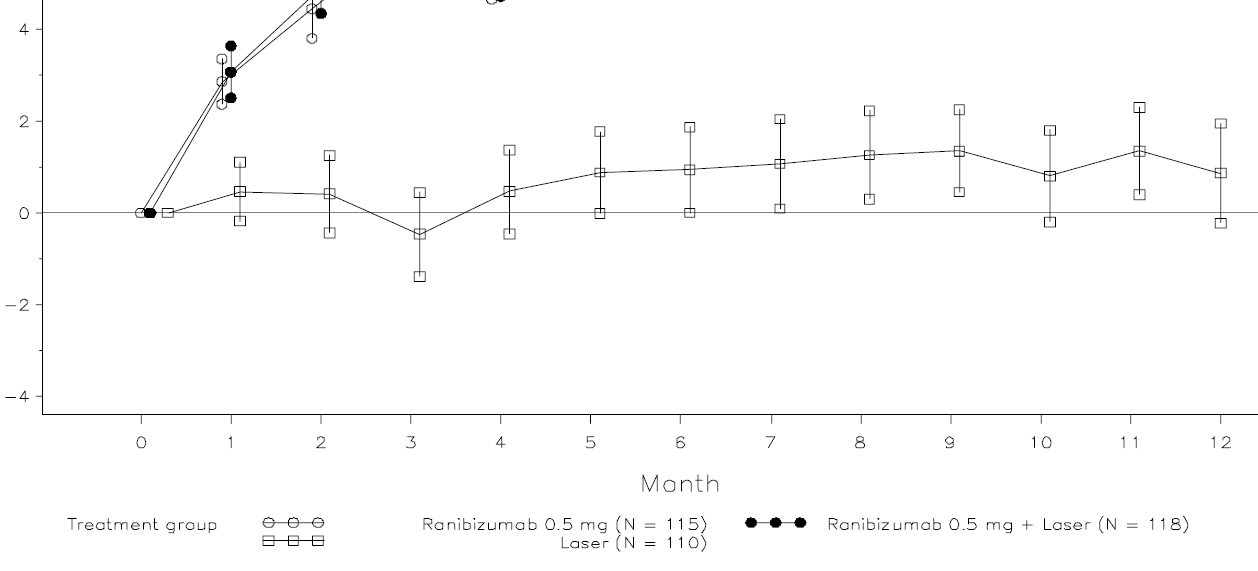 4
2
0
−2
−4
0 1 2 3 4 5 6 7 8 9 10 11 12
Month
Treatment group Ranibizumab 0.5 mg (N = 115) Ranibizumab 0.5 mg + Laser (N = 118)
Laser (N = 110)